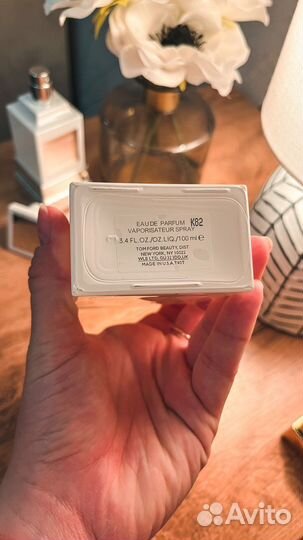 EAU DE PARFUM K82
VAPORISATEUR SPRAY
3.4 FL.OZ./OZ.LIQ./100 ml ℮
TOM FORD BEAUTY, DIST.
NEW YORK, NY 10022
MADE IN U.S.A.
Avito